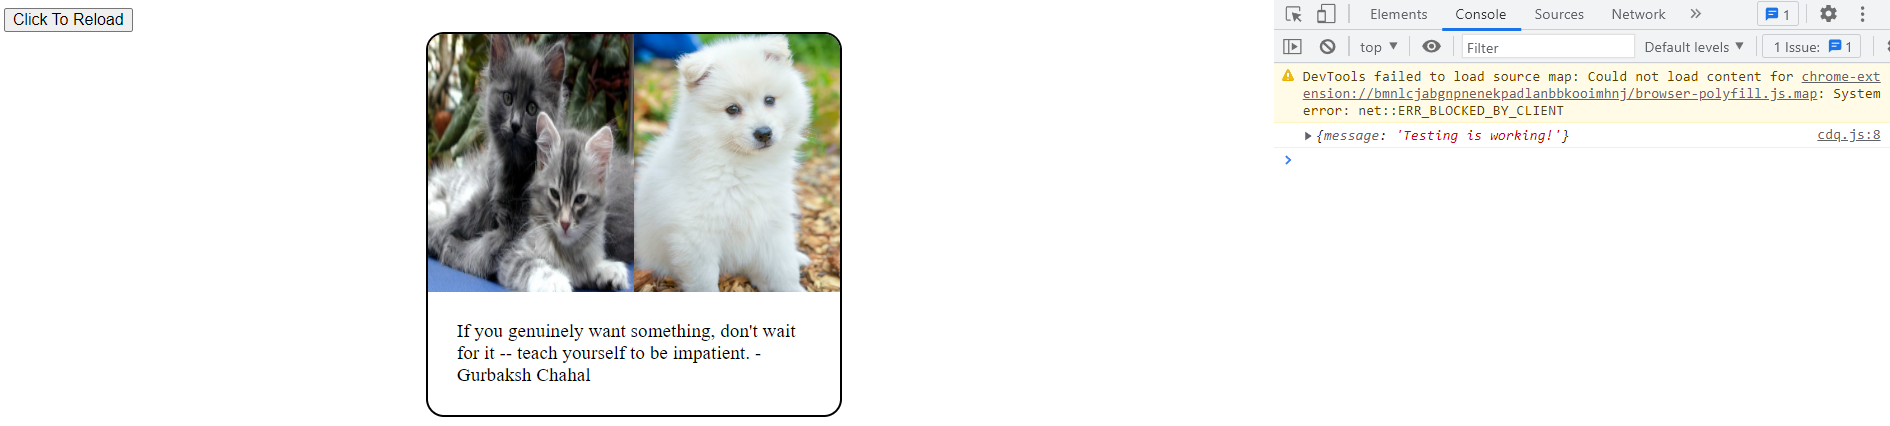 Click To Reload
If you genuinely want something, don't wait
for it -- teach yourself to be impatient. -
Gurbaksh Chahal
Elements Console Sources Network » 1
top ▼ Filter Default levels ▼ 1 Issue: 1
DevTools failed to load source map: Could not load content for chrome-ext
ension://bmnlcjabgnpnenekpadlanbbkooimhnj/browser-polyfill.js.map: System
error: net::ERR_BLOCKED_BY_CLIENT
▶ {message: 'Testing is working!'} cdq.js:8
>